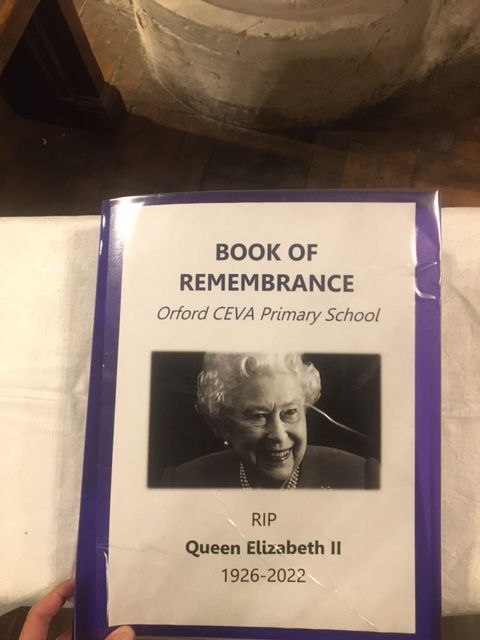 BOOK OF
REMEMBRANCE
Orford CEVA Primary School
RIP
Queen Elizabeth II
1926-2022